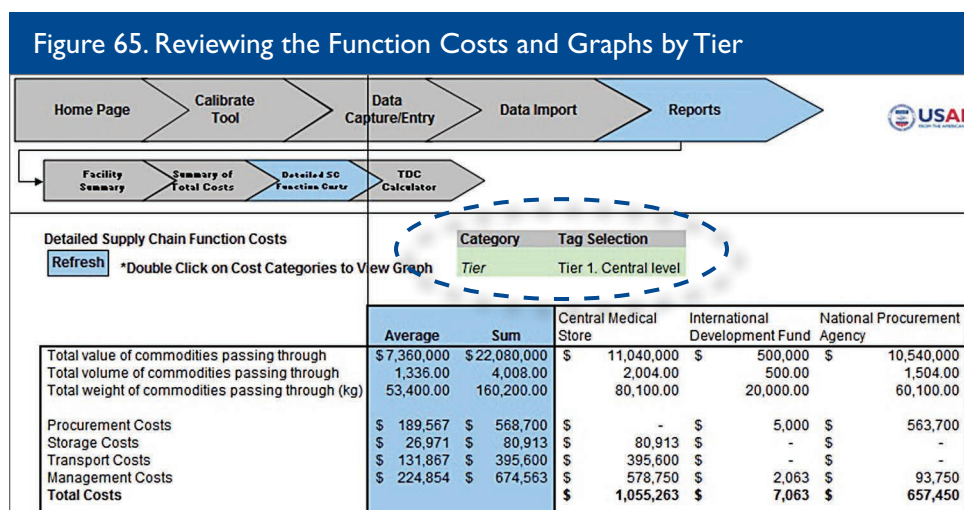 Figure 65. Reviewing the Function Costs and Graphs by Tier
Home Page
Calibrate Tool
Data Capture/Entry
Data Import
Reports
USAI
FROM THE AMERICAN
Facility Summary
Summary of Total Costs
Detailed SC Function Costs
TDC Calculator
Detailed Supply Chain Function Costs
Category Tag Selection
Refresh *Double Click on Cost Categories to View Graph Tier Tier 1. Central level
Average Sum Central Medical Store International Development Fund National Procurement Agency
Total value of commodities passing through $7,360,000 $22,080,000 $ 11,040,000 $ 500,000 $ 10,540,000
Total volume of commodities passing through 1,336.00 4,008.00 2,004.00 500.00 1,504.00
Total weight of commodities passing through (kg) 53,400.00 160,200.00 80,100.00 20,000.00 60,100.00
Procurement Costs $ 189,567 $ 568,700 $ - $ 5,000 $ 563,700
Storage Costs $ 26,971 $ 80,913 $ 80,913 $ - $ -
Transport Costs $ 131,867 $ 395,600 $ 395,600 $ - $ -
Management Costs $ 224,854 $ 674,563 $ 578,750 $ 2,063 $ 93,750
Total Costs $ 1,055,263 $ 7,063 $ 657,450